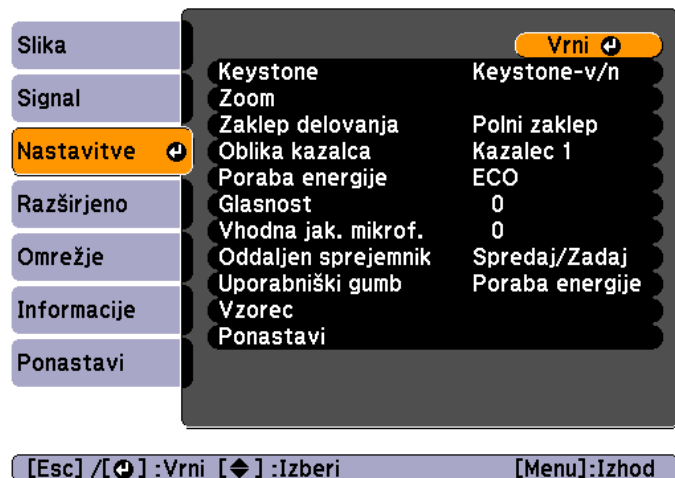 Slika
Signal
Nastavitve
Razširjeno
Omrežje
Informacije
Ponastavi
Vrni
Keystone Keystone-v/n
Zoom
Zaklep delovanja Polni zaklep
Oblika kazalca Kazalec 1
Poraba energije ECO
Glasnost 0
Vhodna jak. mikrof. 0
Oddaljen sprejemnik Spredaj/Zadaj
Uporabniški gumb Poraba energije
Vzorec
Ponastavi
[Esc] /[⏎] :Vrni [◆] :Izberi [Menu]:Izhod